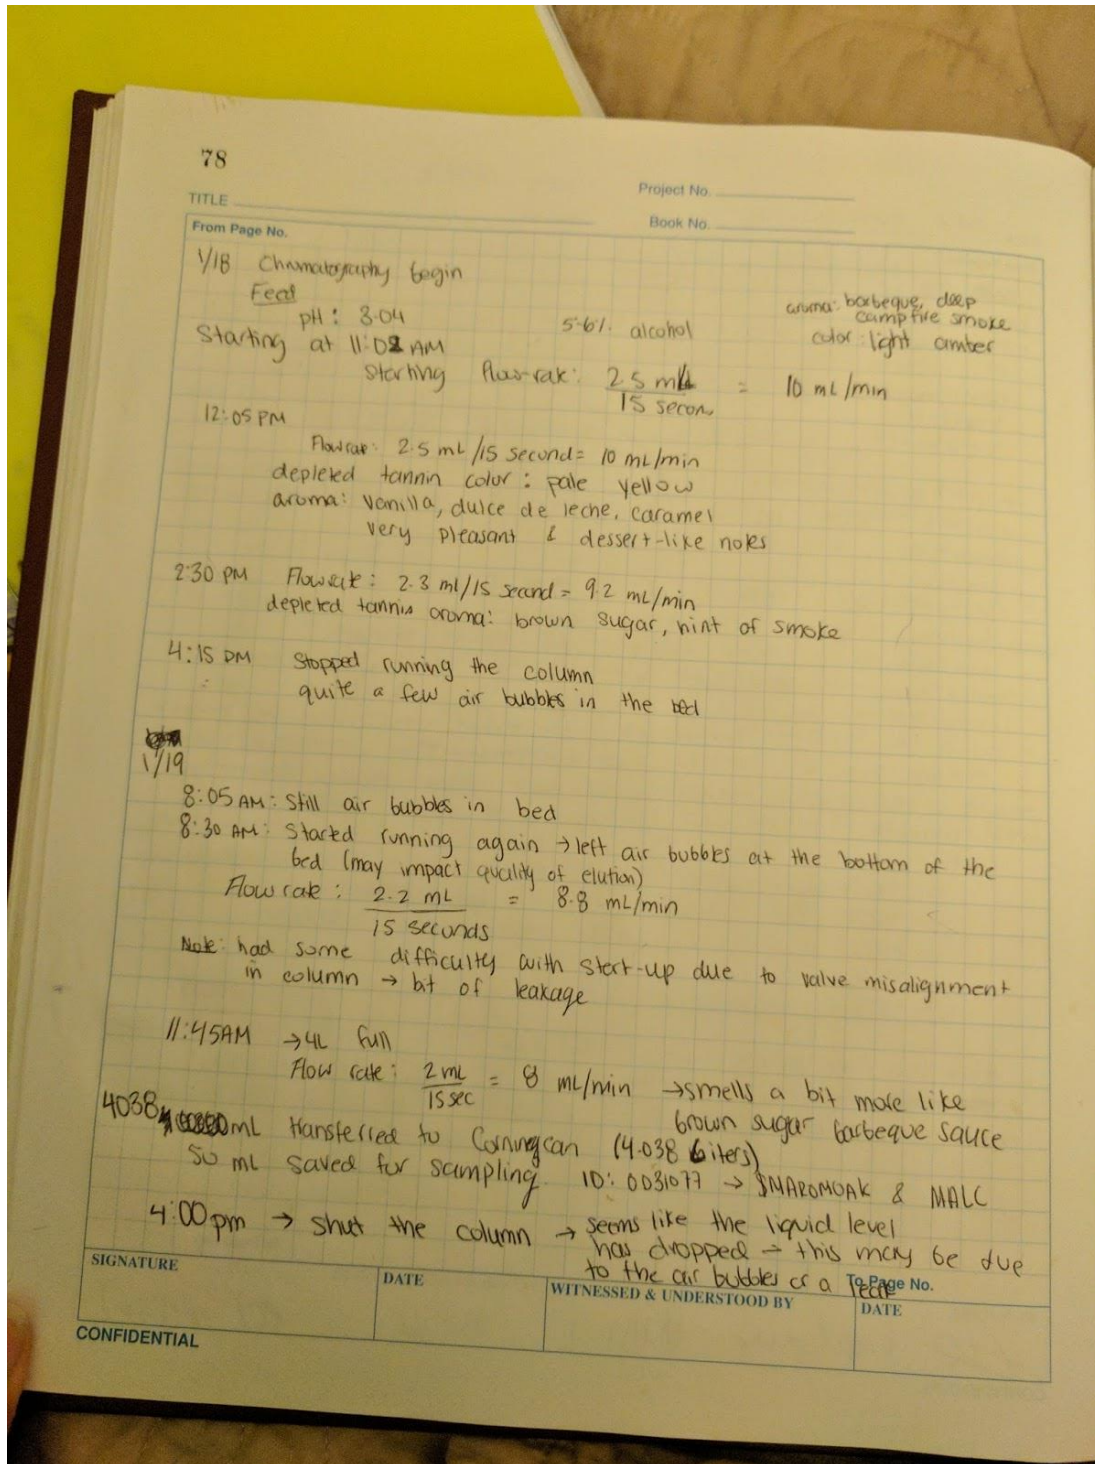 78
TITLE
Project No.
Book No.
From Page No.
1/18 Chromatography begin
Feed
pH: 3.04
5.6% alcohol
aroma: barbeque, deep
campfire smoke
color: light amber
Starting at 11:02 AM
starting flow-rate: 2.5 mL
15 secon
= 10 mL/min
12:05 PM
Flowrate: 2.5 mL/15 second = 10 mL/min
depleted tannin color: pale yellow
aroma: vanilla, dulce de leche, caramel
very pleasant & dessert-like notes
2:30 PM Flowrate: 2.3 ml/15 second = 9.2 mL/min
depleted tannin aroma: brown sugar, hint of smoke
4:15 PM Stopped running the column
quite a few air bubbles in the bed
1/19
8:05 AM: Still air bubbles in bed
8:30 AM: Started running again → left air bubbles at the bottom of the
bed (may impact quality of elution)
Flow rate: 2.2 mL
15 seconds
= 8.8 mL/min
Note: had some difficulty with start-up due to valve misalignment
in column → bit of leakage
11:45AM → 4L full
Flow rate: 2 mL
15 sec
= 8 mL/min → smells a bit more like
brown sugar barbeque sauce
4038 mL transferred to Corning can (4.038 liters)
50 ml saved for sampling. ID: 0031077 → & MALC
4:00 pm → shut the column → seems like the liquid level
has dropped → this may be due
to the air bubbles or a leak
To Page No.
SIGNATURE
DATE
WITNESSED & UNDERSTOOD BY
DATE
CONFIDENTIAL